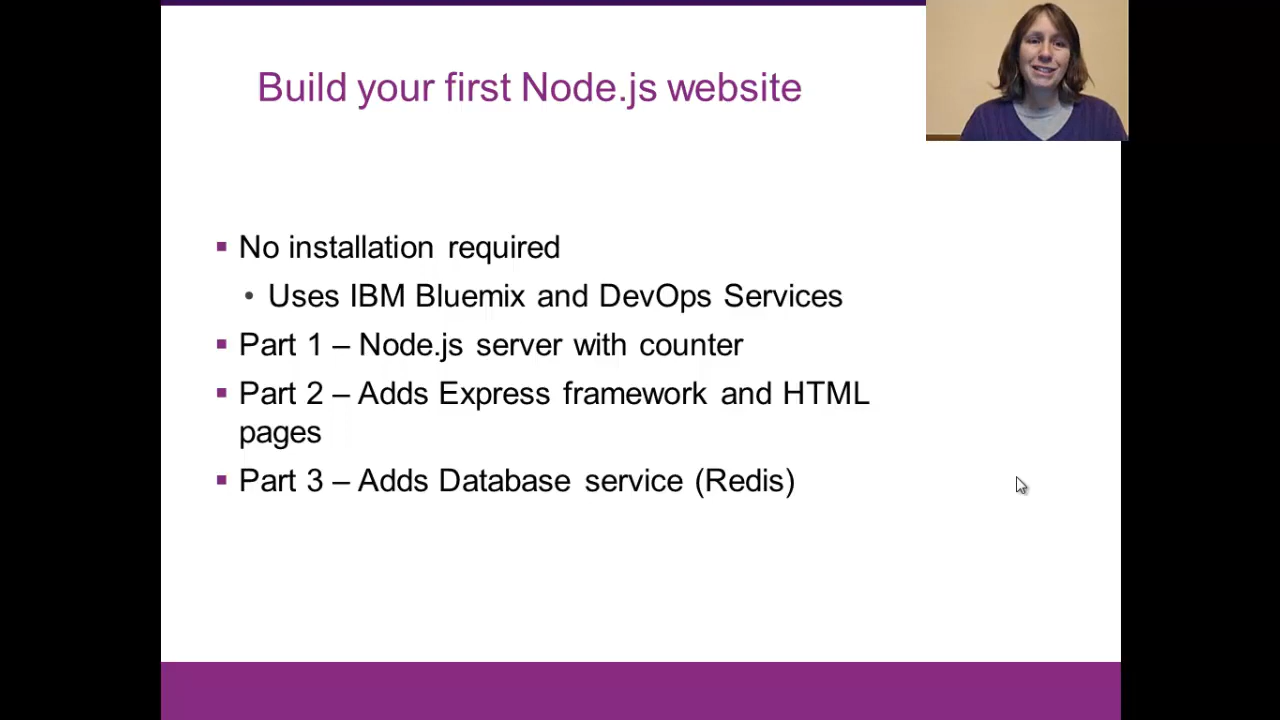 Build your first Node.js website
▪ No installation required
• Uses IBM Bluemix and DevOps Services
▪ Part 1 – Node.js server with counter
▪ Part 2 – Adds Express framework and HTML
pages
▪ Part 3 – Adds Database service (Redis)